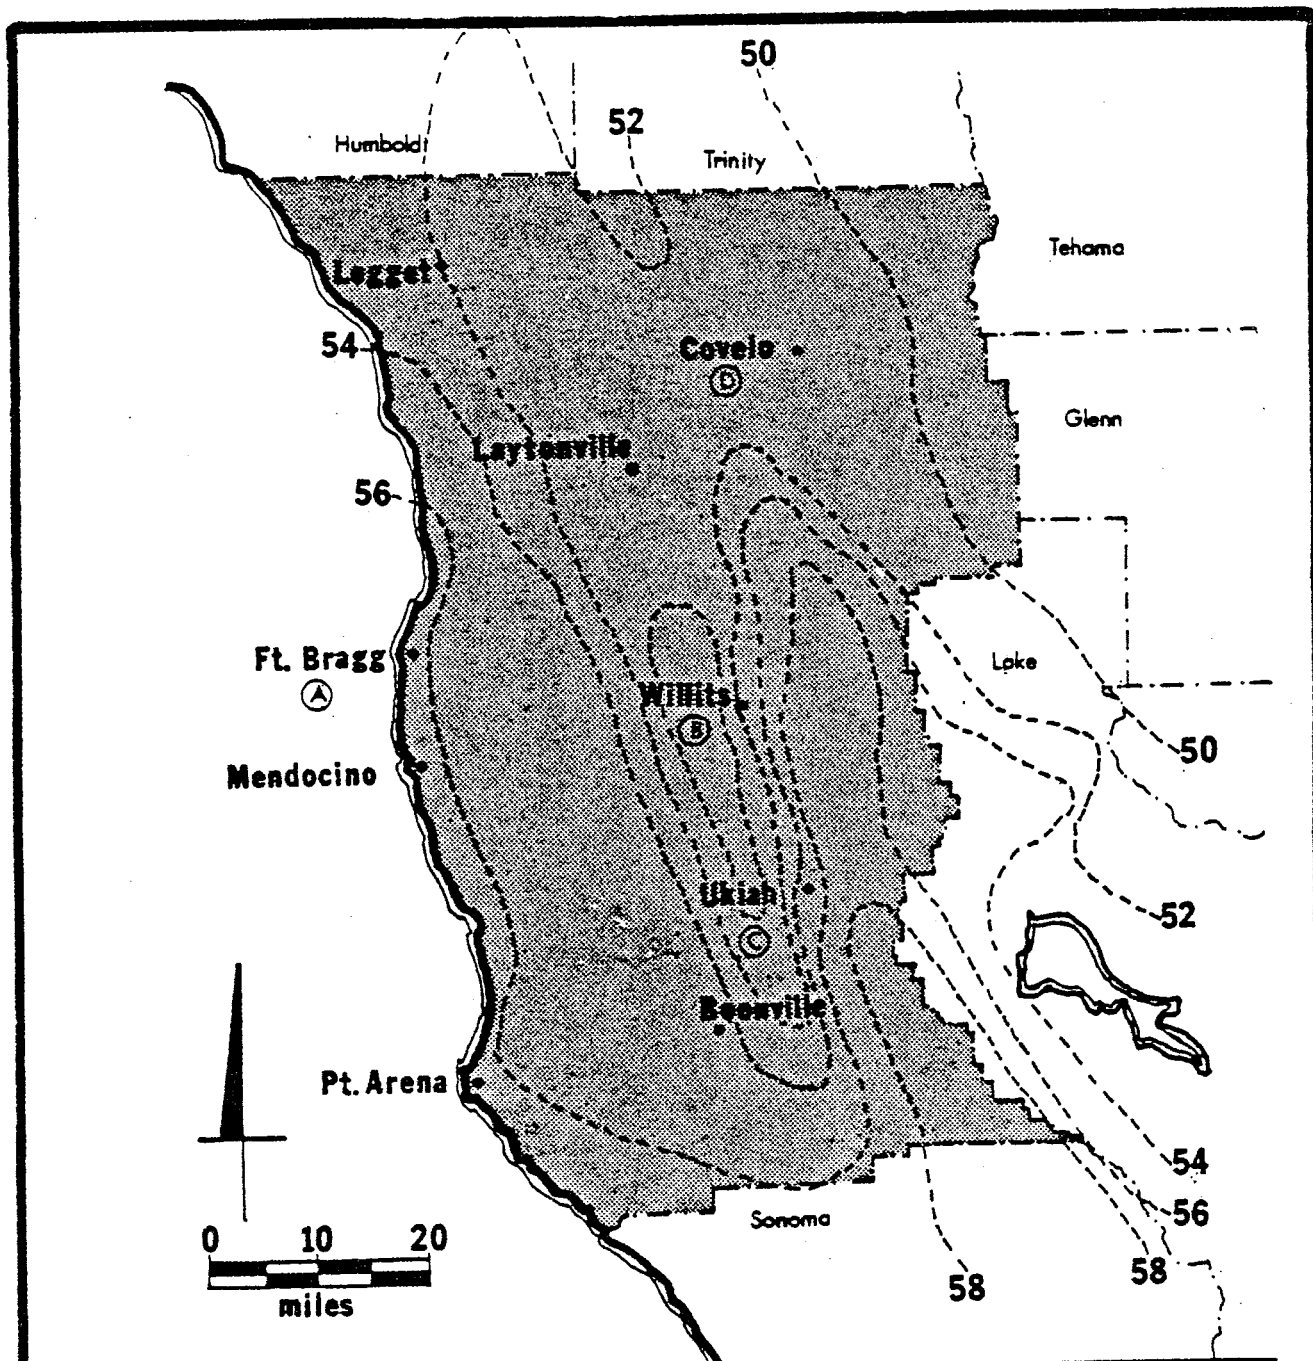 50
52
Humbold
Trinity
Tehama
Legget
54
Covelo
D
Glenn
Laytonville
56
Ft. Bragg
A
Lake
Willits
B
50
Mendocino
Ukiah
52
C
Boonville
Pt. Arena
54
56
Sonoma
0 10 20
58
58
miles